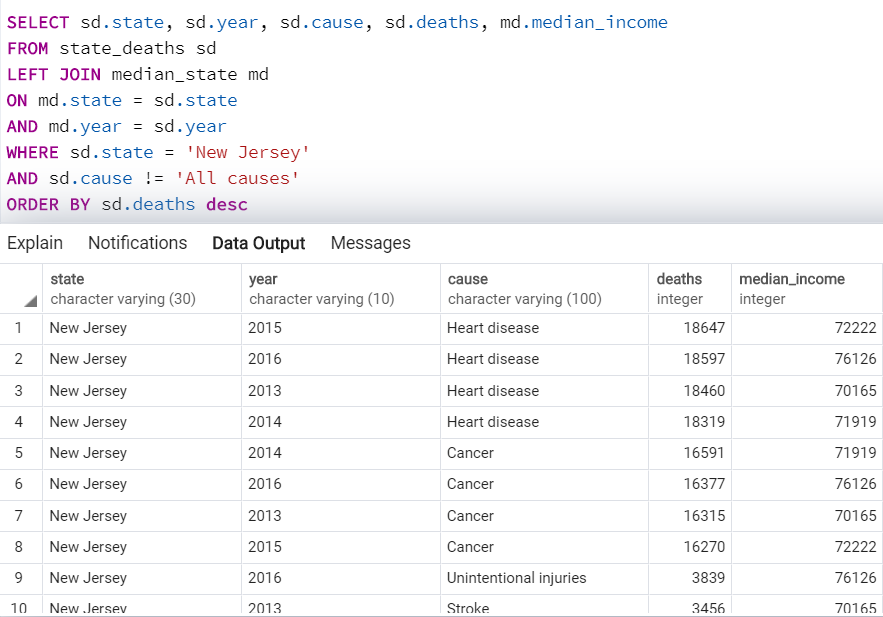 SELECT sd.state, sd.year, sd.cause, sd.deaths, md.median_income
FROM state_deaths sd
LEFT JOIN median_state md
ON md.state = sd.state
AND md.year = sd.year
WHERE sd.state = 'New Jersey'
AND sd.cause != 'All causes'
ORDER BY sd.deaths desc
Explain Notifications Data Output Messages
state year cause deaths median_income
character varying (30) character varying (10) character varying (100) integer integer
1 New Jersey 2015 Heart disease 18647 72222
2 New Jersey 2016 Heart disease 18597 76126
3 New Jersey 2013 Heart disease 18460 70165
4 New Jersey 2014 Heart disease 18319 71919
5 New Jersey 2014 Cancer 16591 71919
6 New Jersey 2016 Cancer 16377 76126
7 New Jersey 2013 Cancer 16315 70165
8 New Jersey 2015 Cancer 16270 72222
9 New Jersey 2016 Unintentional injuries 3839 76126
10 New Jersey 2013 Stroke 3456 70165